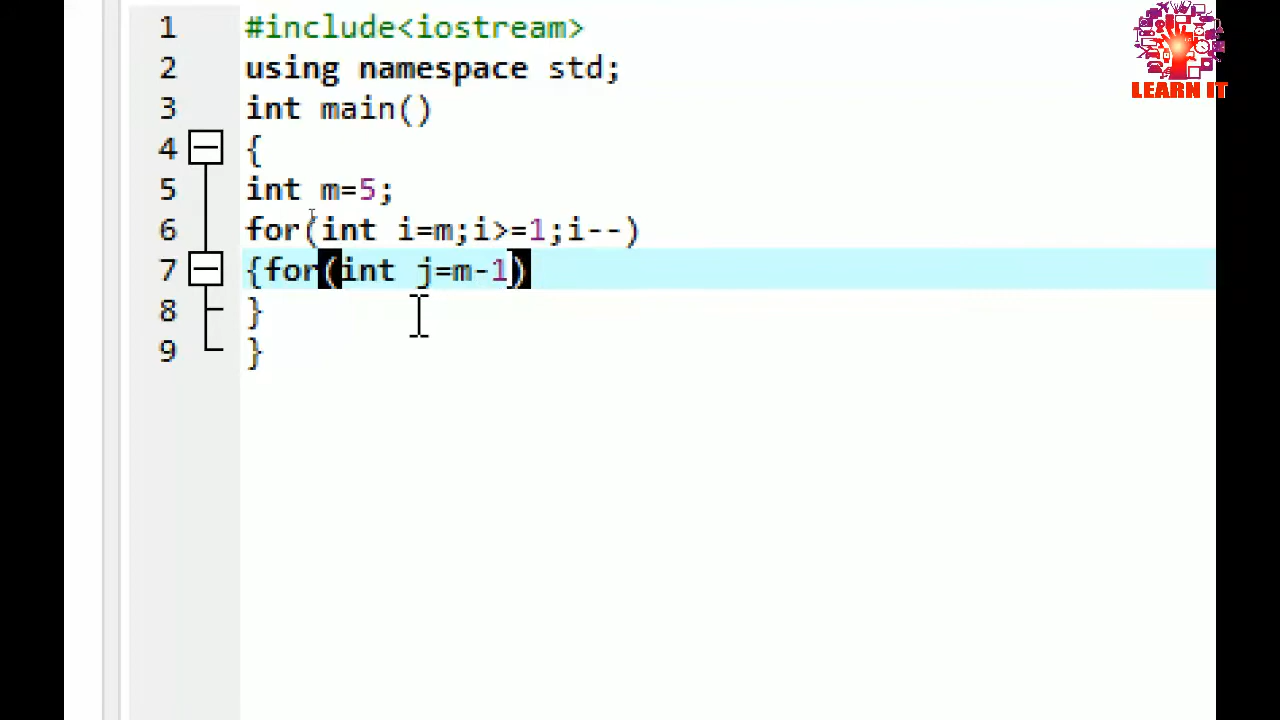 1 #include<iostream>
2 using namespace std;
3 int main()
4 {
5 int m=5;
6 for(int i=m;i>=1;i--)
7 {for(int j=m-1)
8 }
9 }
LEARN IT